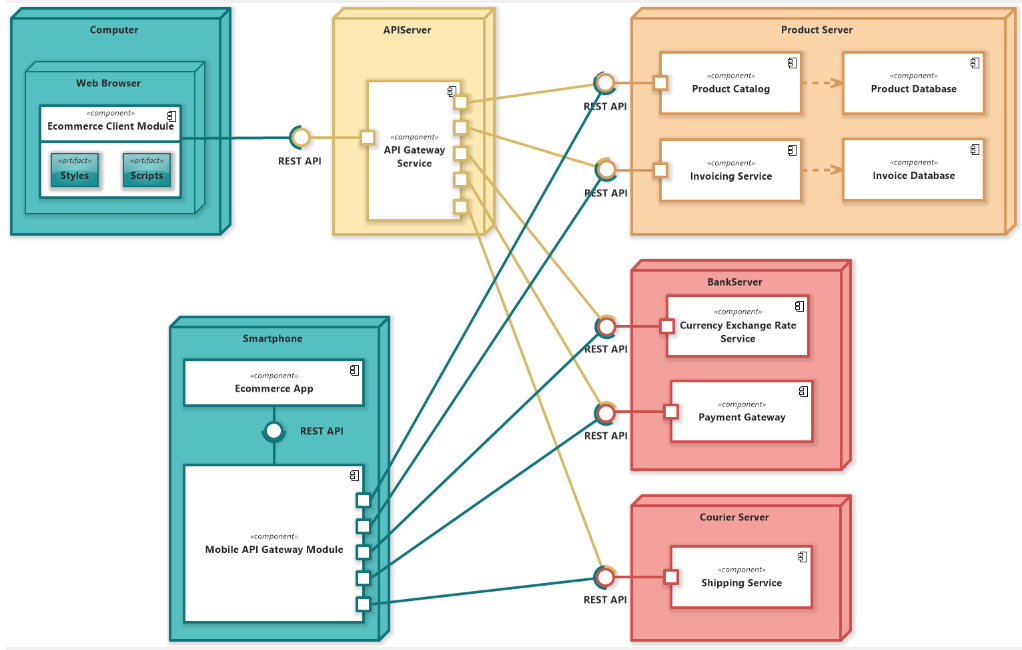 Computer
APIServer
Product Server
Web Browser
«component»
Ecommerce Client Module
«artifact»
Styles
«artifact»
Scripts
REST API
«component»
API Gateway
Service
REST API
«component»
Product Catalog
«component»
Product Database
REST API
«component»
Invoicing Service
«component»
Invoice Database
BankServer
«component»
Currency Exchange Rate
Service
REST API
«component»
Payment Gateway
REST API
Smartphone
«component»
Ecommerce App
REST API
«component»
Mobile API Gateway Module
Courier Server
«component»
Shipping Service
REST API